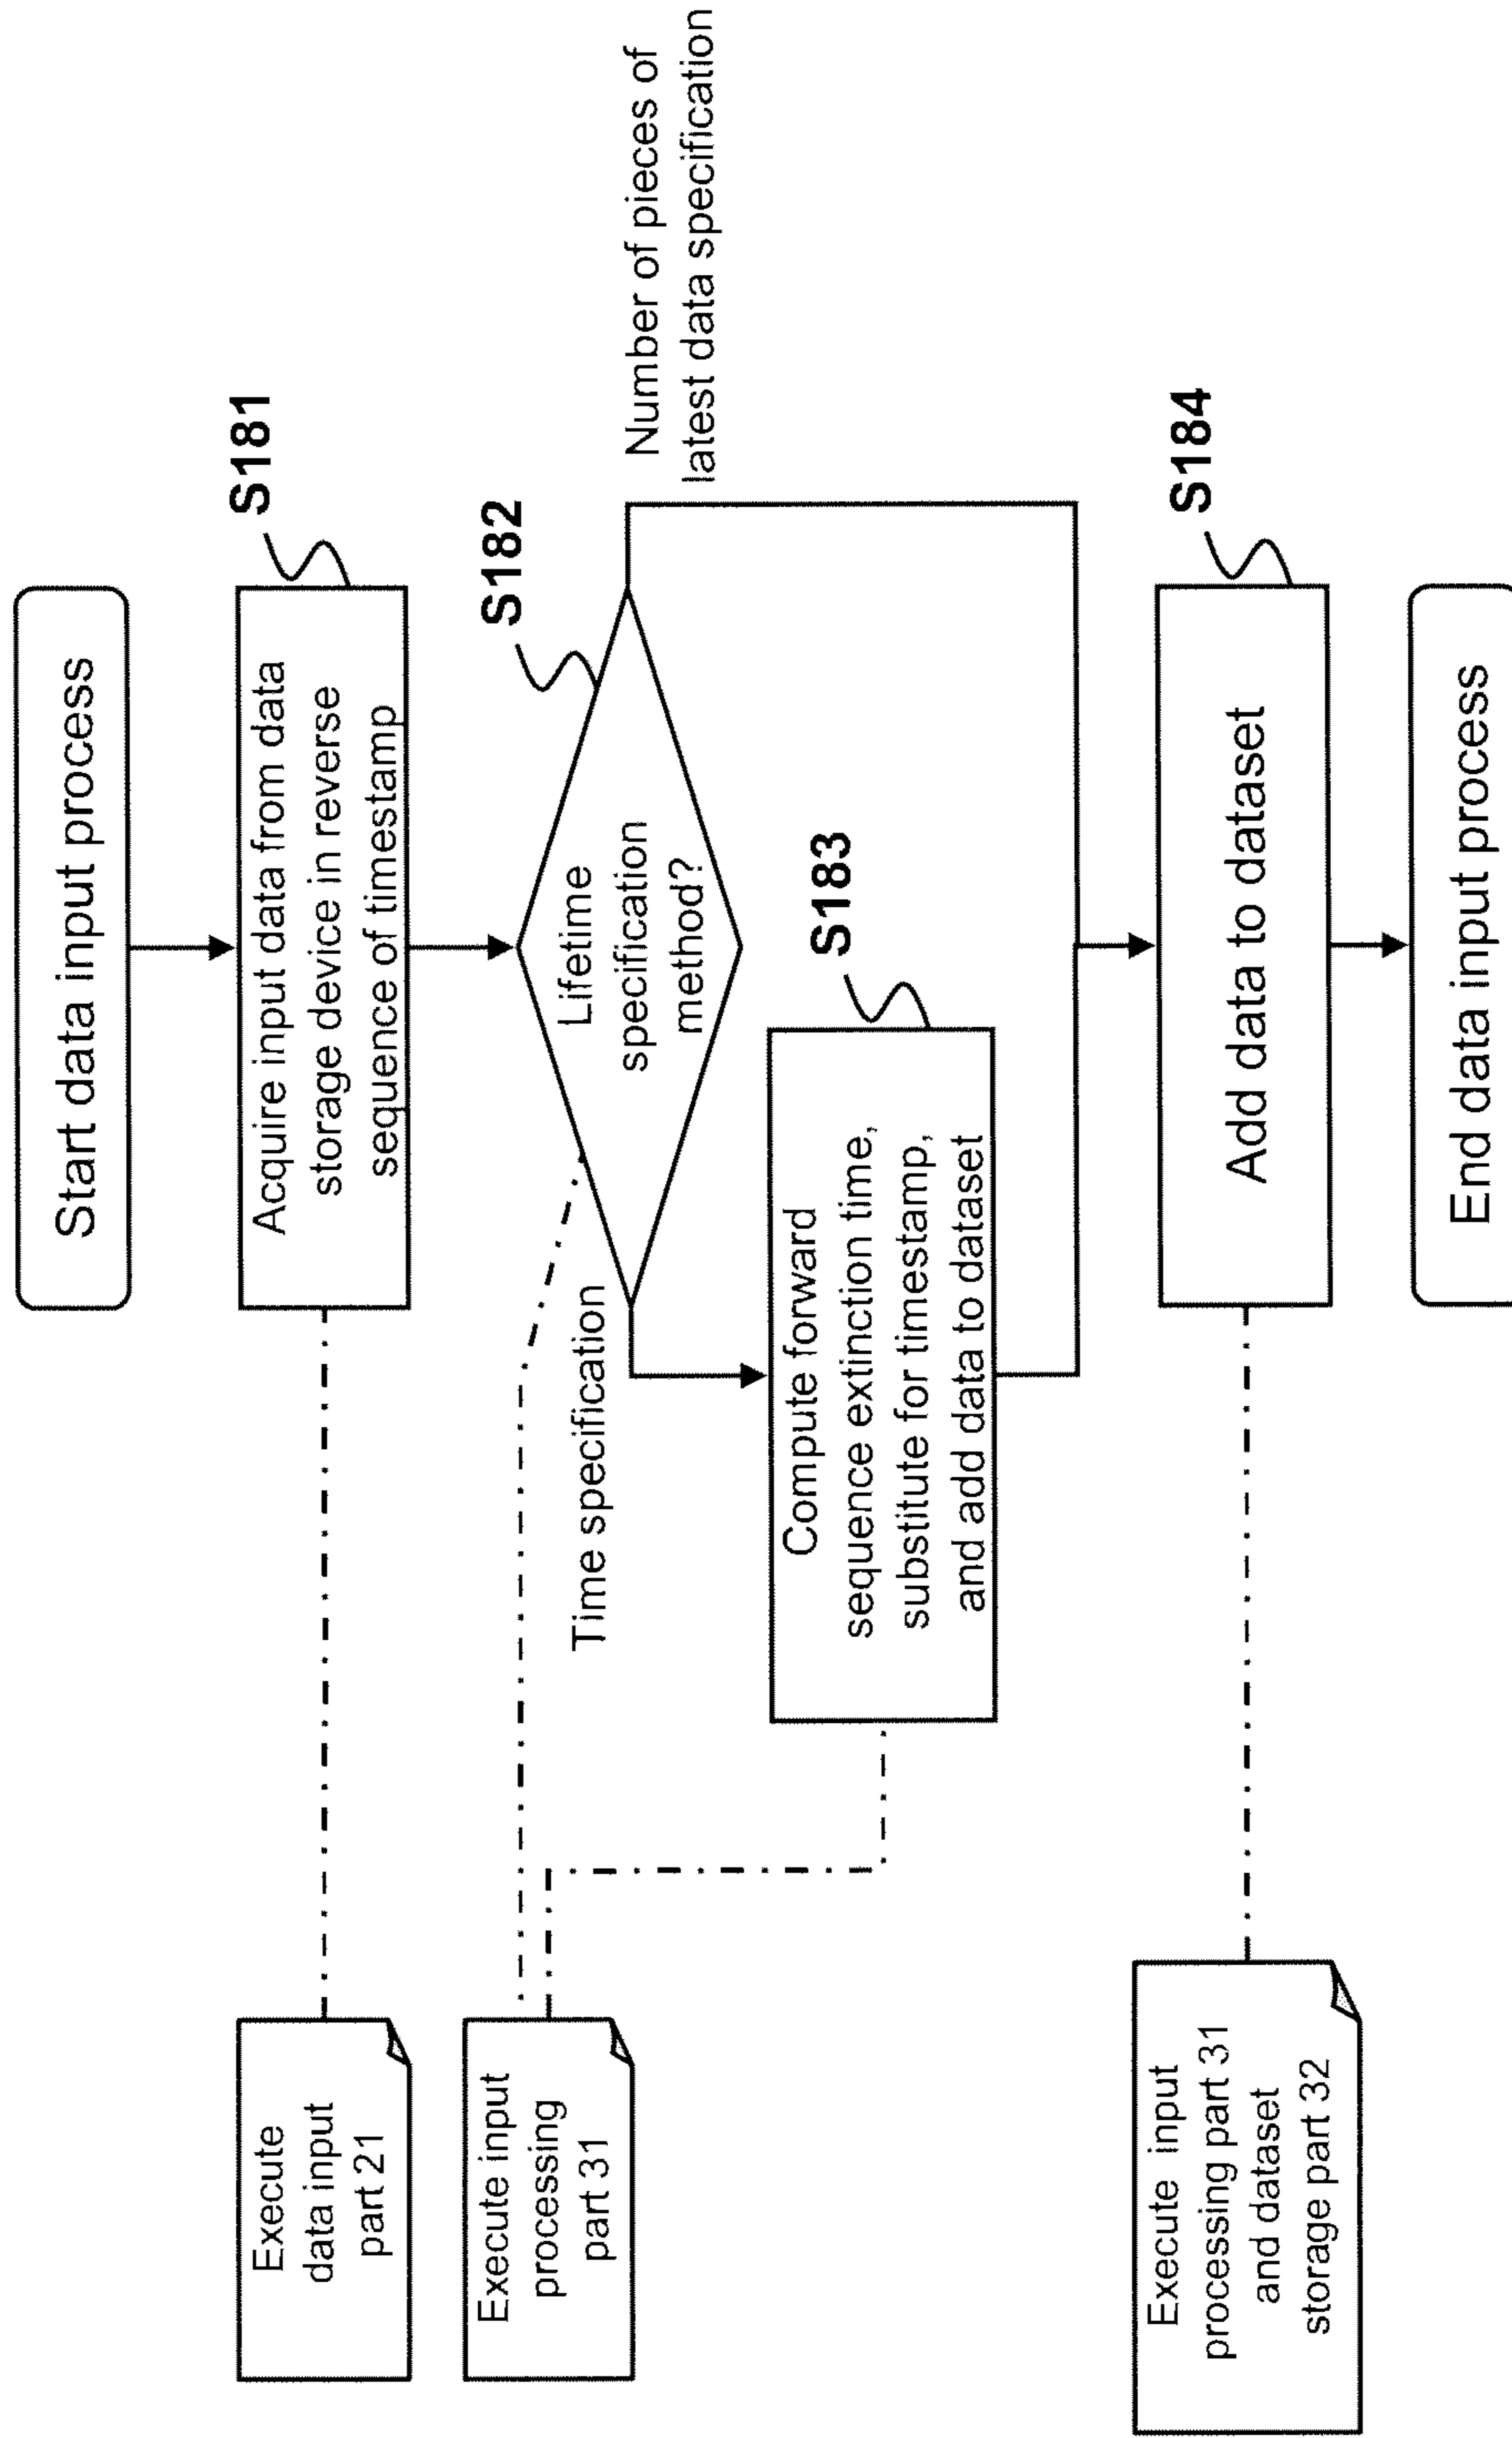 Start data input process
Acquire input data from data
storage device in reverse
sequence of timestamp
S181
Execute
data input
part 21
Lifetime
specification
method?
S182
Execute input
processing
part 31
Time specification
Number of pieces of
latest data specification
Compute forward
sequence extinction time,
substitute for timestamp,
and add data to dataset
S183
Add data to dataset
S184
Execute input
processing part 31
and dataset
storage part 32
End data input process